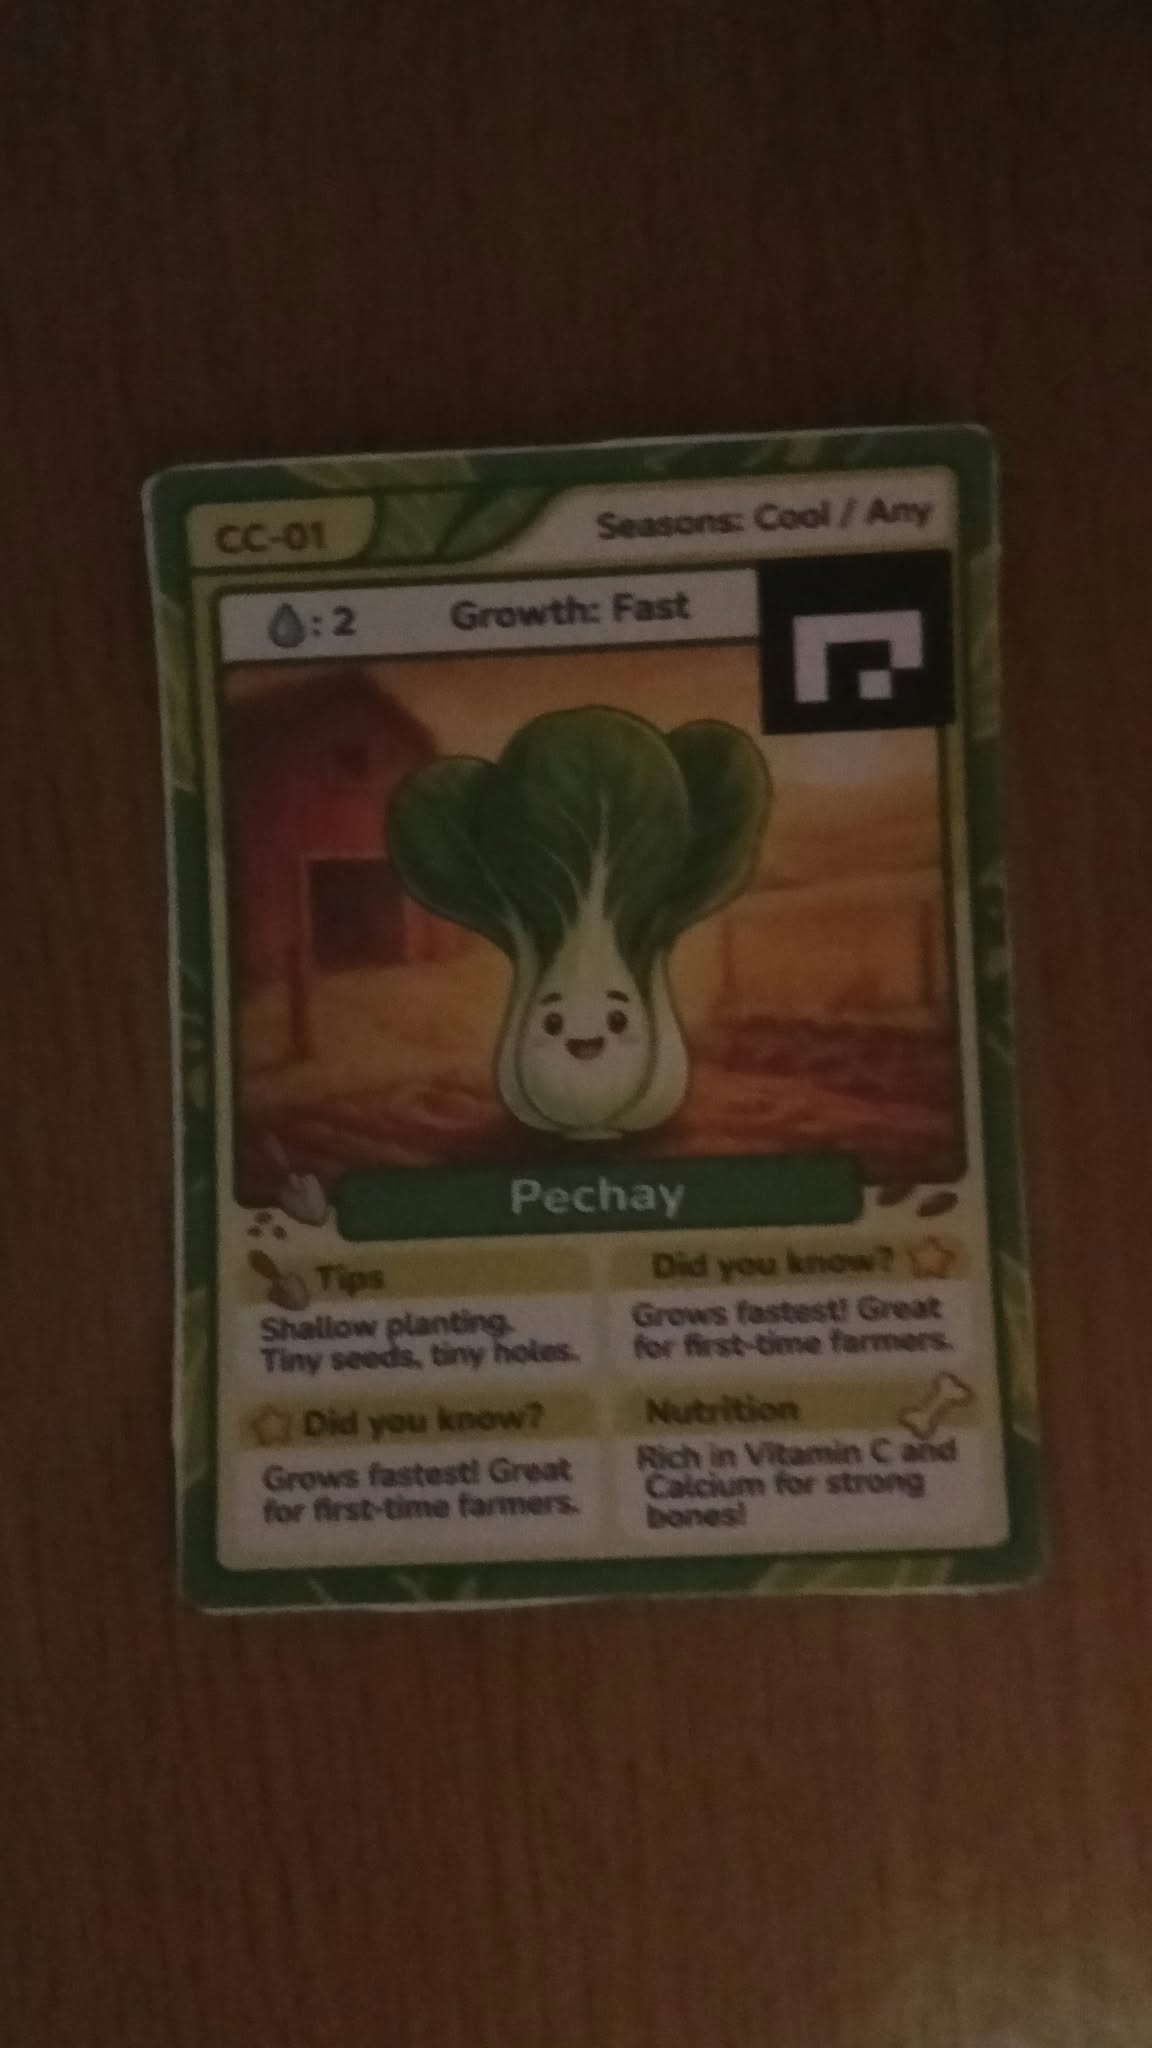 CC-01
Seasons: Cool / Any
: 2
Growth: Fast
Pechay
Tips
Shallow planting.
Tiny seeds, tiny holes.
Did you know?
Grows fastest! Great
for first-time farmers.
Did you know?
Grows fastest! Great
for first-time farmers.
Nutrition
Rich in Vitamin C and
Calcium for strong
bones!